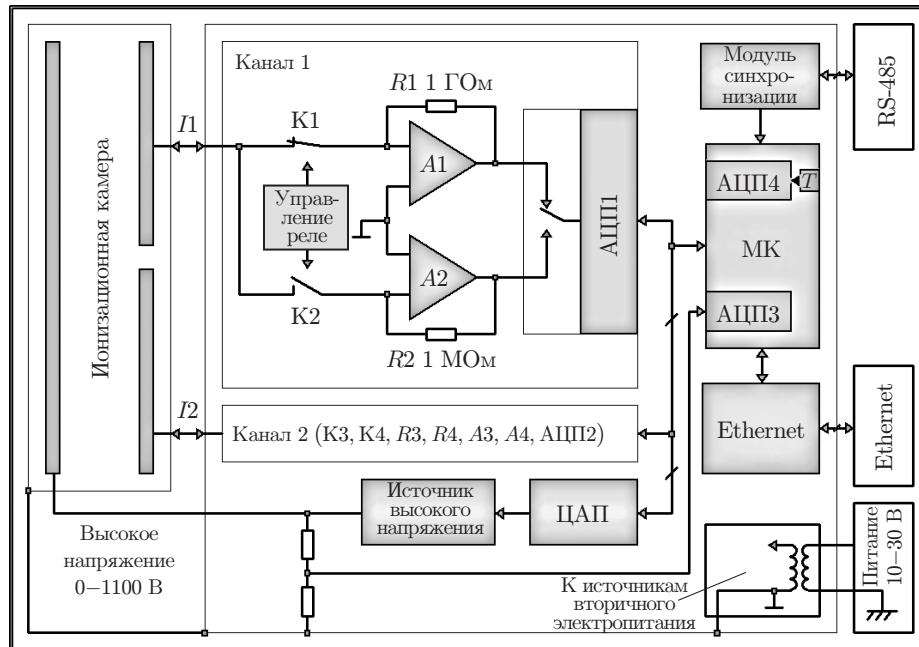 Ионизационная камера
I1
I2
Канал 1
R1 1 ГОм
K1
A1
Управ-
ление
реле
A2
K2
R2 1 МОм
АЦП1
Модуль
синхро-
низации
RS-485
АЦП4
T
МК
АЦП3
Ethernet
Ethernet
Канал 2 (K3, K4, R3, R4, A3, A4, АЦП2)
Источник
высокого
напряжения
ЦАП
Высокое
напряжение
0–1100 В
К источникам
вторичного
электропитания
Питание
10–30 В